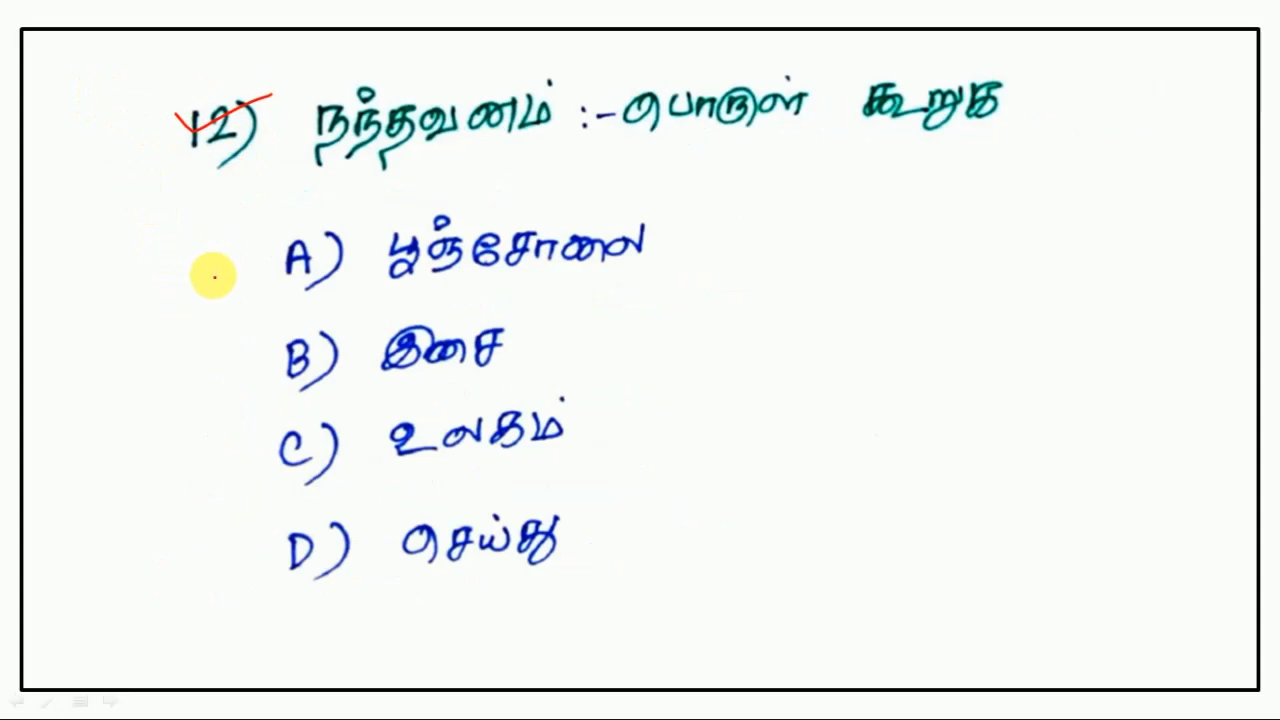 12) நந்தவனம் :- பொருள் கூறுக
A) பூஞ்சோலை
B) இசை
C) உலகம்
D) செய்து